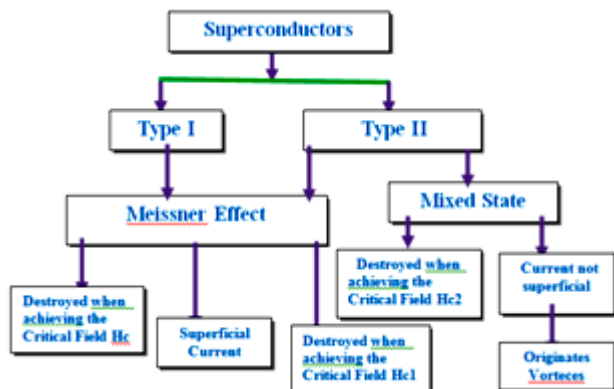 Superconductors
Type I
Type II
Meissner Effect
Mixed State
Destroyed when
achieving the
Critical Field Hc
Superficial
Current
Destroyed when
achieving the
Critical Field Hc1
Destroyed when
achieving the
Critical Field Hc2
Current not
superficial
Originates
Vorteces